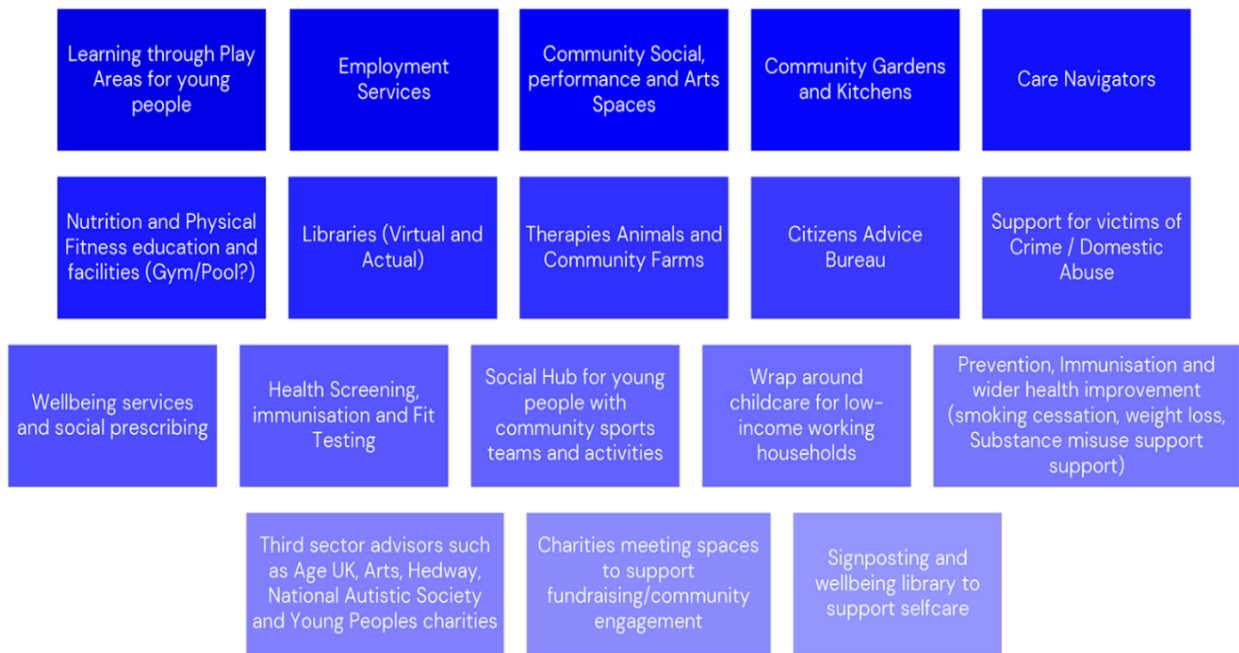 Learning through Play
Areas for young
people
Employment
Services
Community Social,
performance and Arts
Spaces
Community Gardens
and Kitchens
Care Navigators
Nutrition and Physical
Fitness education and
facilities (Gym/Pool?)
Libraries (Virtual and
Actual)
Therapies Animals and
Community Farms
Citizens Advice
Bureau
Support for victims of
Crime / Domestic
Abuse
Wellbeing services
and social prescribing
Health Screening,
immunisation and Fit
Testing
Social Hub for young
people with
community sports
teams and activities
Wrap around
childcare for low-
income working
households
Prevention, Immunisation and
wider health improvement
(smoking cessation, weight loss,
Substance misuse support
support)
Third sector advisors such
as Age UK, Arts, Hedway,
National Autistic Society
and Young Peoples charities
Charities meeting spaces
to support
fundraising/community
engagement
Signposting and
wellbeing library to
support selfcare